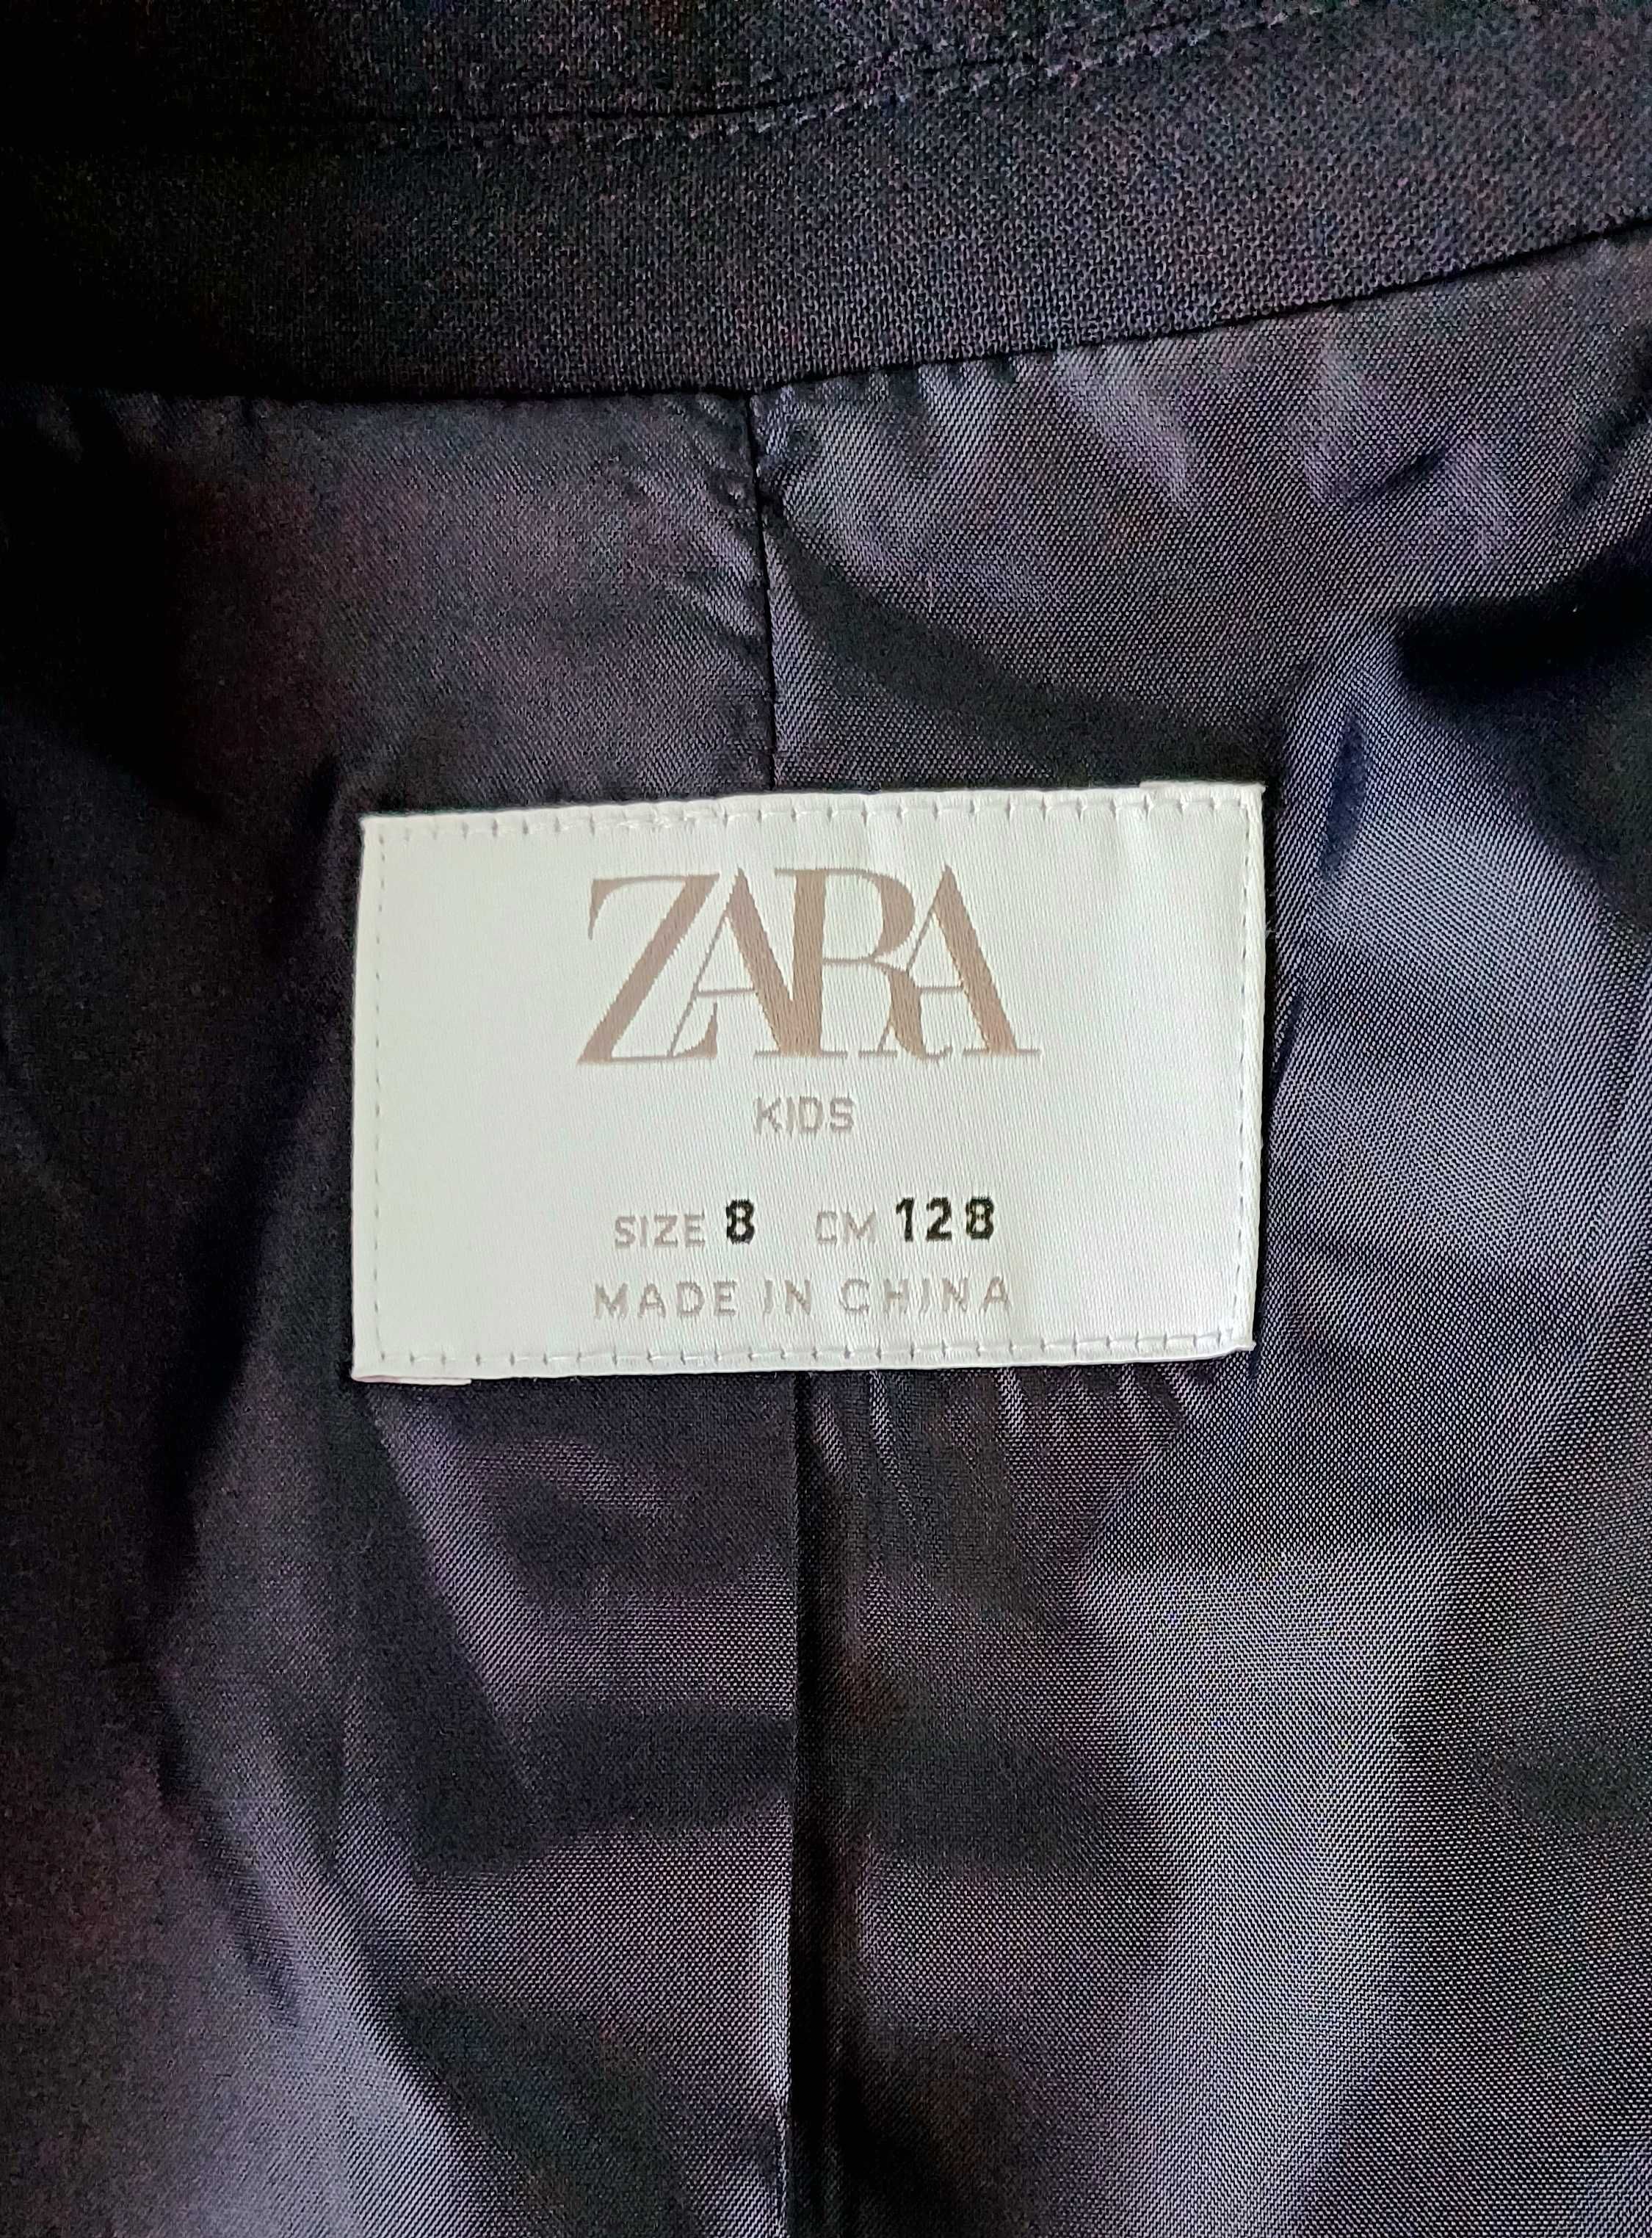 ZARA
KIDS
SIZE 8 CM 128
MADE IN CHINA